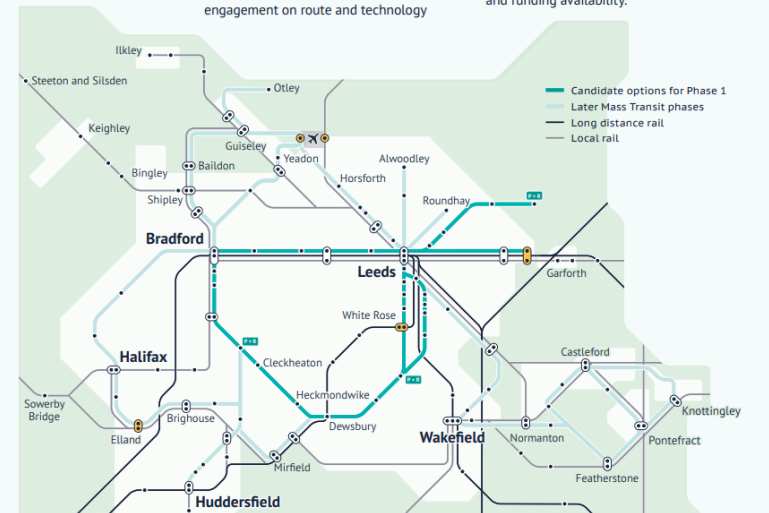 engagement on route and technology
and funding availability.
Ilkley
Steeton and Silsden
Otley
Candidate options for Phase 1
Later Mass Transit phases
Long distance rail
Local rail
Keighley
Guiseley
Yeadon
Alwoodley
Bingley
Baildon
Horsforth
Shipley
Roundhay
P+R
Bradford
Leeds
Garforth
White Rose
P+R
Halifax
Cleckheaton
Castleford
P+R
Heckmondwike
Sowerby
Bridge
Brighouse
Dewsbury
Knottingley
Elland
Wakefield
Normanton
Pontefract
Mirfield
Featherstone
Huddersfield